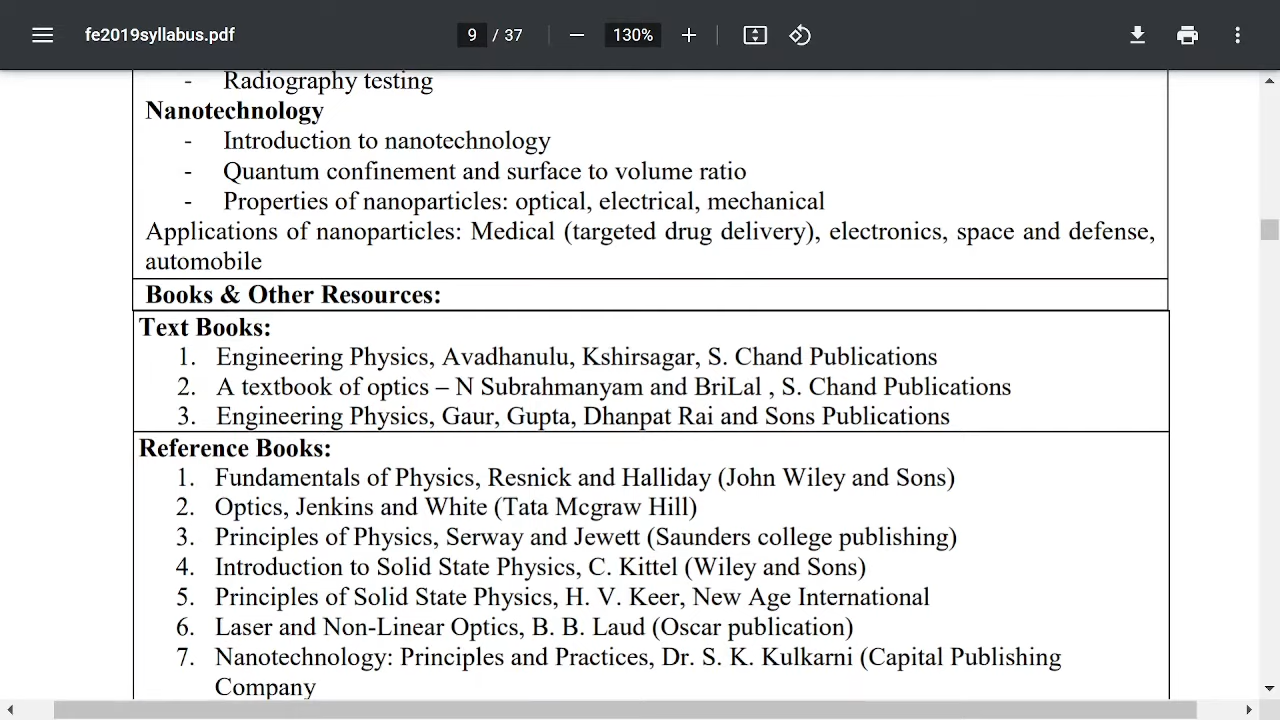 fe2019syllabus.pdf 9 / 37 130%
- Radiography testing
Nanotechnology
- Introduction to nanotechnology
- Quantum confinement and surface to volume ratio
- Properties of nanoparticles: optical, electrical, mechanical
Applications of nanoparticles: Medical (targeted drug delivery), electronics, space and defense,
automobile
Books & Other Resources:
Text Books:
1. Engineering Physics, Avadhanulu, Kshirsagar, S. Chand Publications
2. A textbook of optics – N Subrahmanyam and BriLal , S. Chand Publications
3. Engineering Physics, Gaur, Gupta, Dhanpat Rai and Sons Publications
Reference Books:
1. Fundamentals of Physics, Resnick and Halliday (John Wiley and Sons)
2. Optics, Jenkins and White (Tata Mcgraw Hill)
3. Principles of Physics, Serway and Jewett (Saunders college publishing)
4. Introduction to Solid State Physics, C. Kittel (Wiley and Sons)
5. Principles of Solid State Physics, H. V. Keer, New Age International
6. Laser and Non-Linear Optics, B. B. Laud (Oscar publication)
7. Nanotechnology: Principles and Practices, Dr. S. K. Kulkarni (Capital Publishing
Company